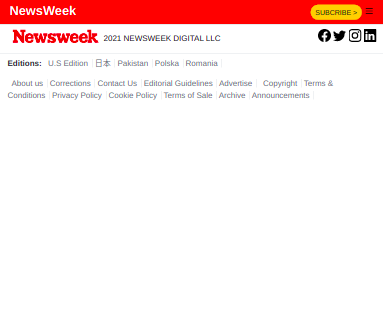 NewsWeek
SUBCRIBE >
Newsweek 2021 NEWSWEEK DIGITAL LLC
Editions: U.S Edition 日本 Pakistan Polska Romania
About us Corrections Contact Us Editorial Guidelines Advertise Copyright Terms &
Conditions Privacy Policy Cookie Policy Terms of Sale Archive Announcements